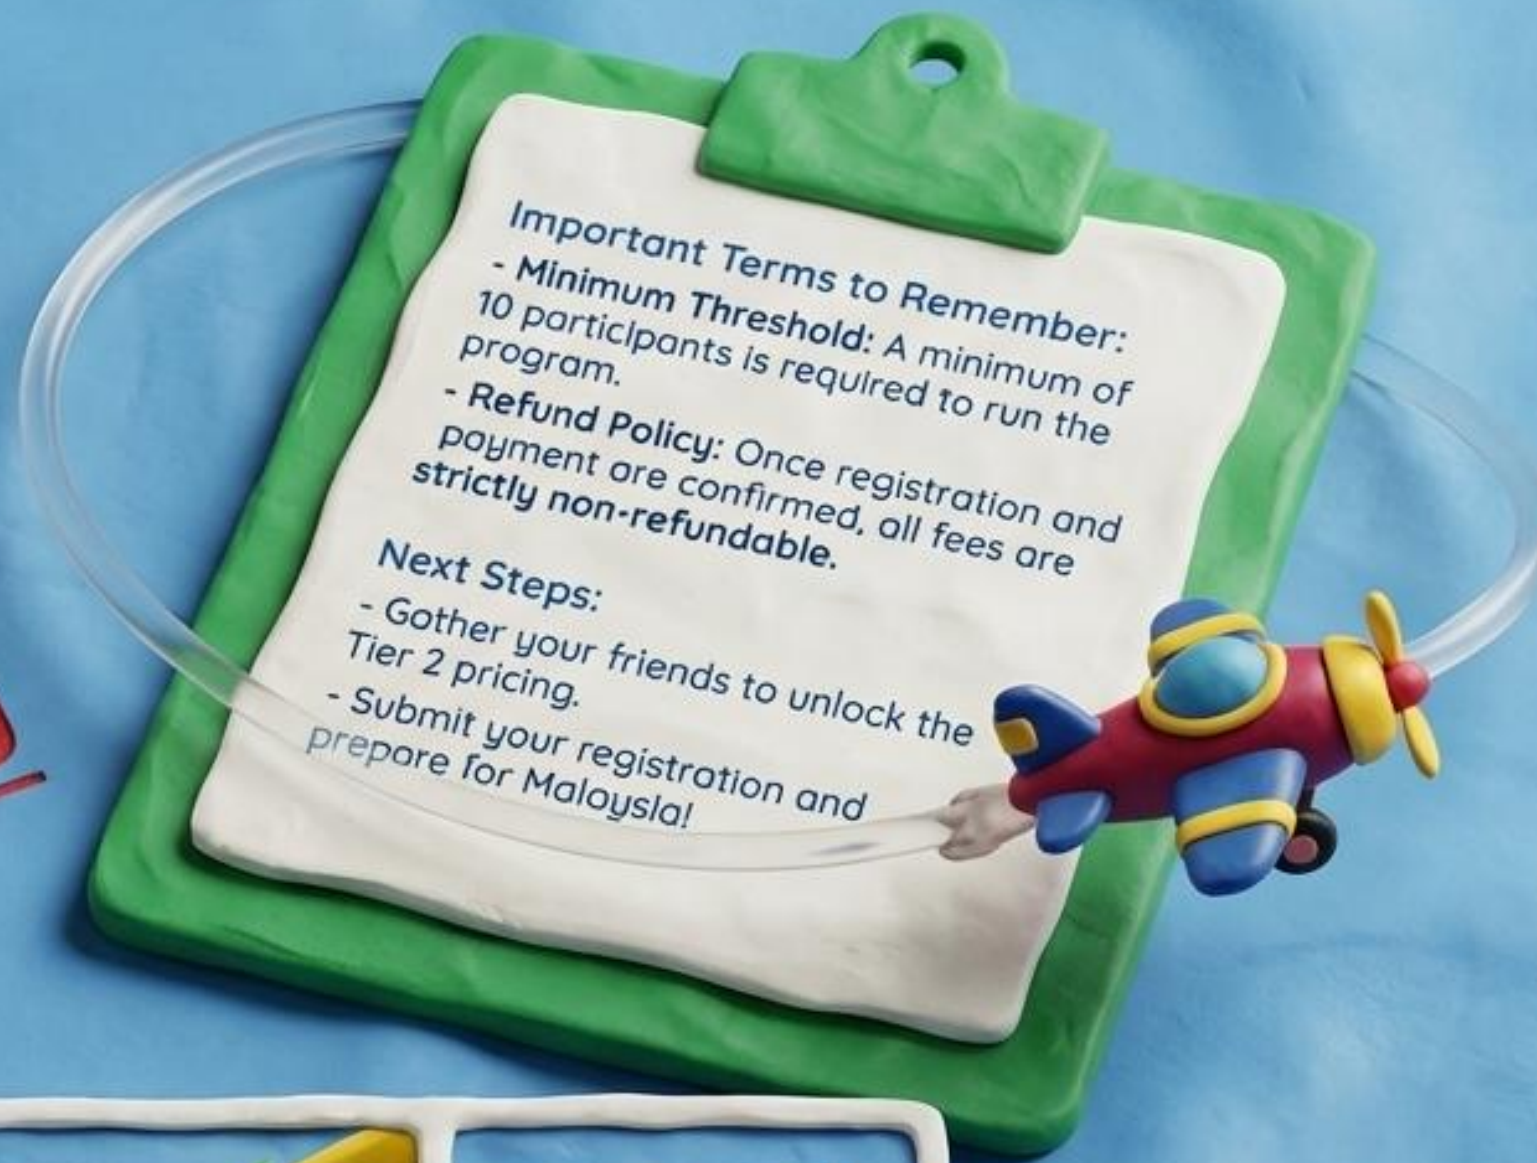 Important Terms to Remember:
- Minimum Threshold: A minimum of
10 participants is required to run the
program.
- Refund Policy: Once registration and
payment are confirmed, all fees are
strictly non-refundable.
Next Steps:
- Gother your friends to unlock the
Tier 2 pricing.
- Submit your registration and
prepare for Maloysla!